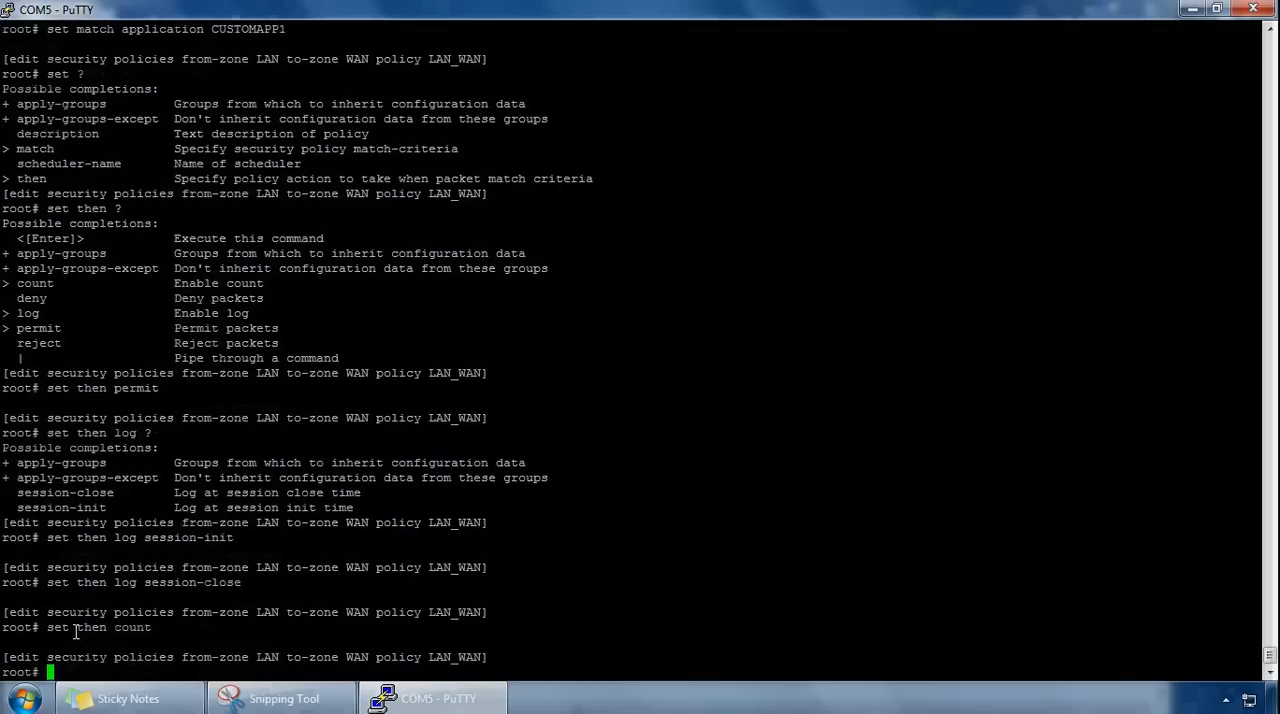 COM5 - PuTTY
root# set match application CUSTOMAPP1
[edit security policies from-zone LAN to-zone WAN policy LAN_WAN]
root# set ?
Possible completions:
+ apply-groups Groups from which to inherit configuration data
+ apply-groups-except Don't inherit configuration data from these groups
description Text description of policy
> match Specify security policy match-criteria
scheduler-name Name of scheduler
> then Specify policy action to take when packet match criteria
[edit security policies from-zone LAN to-zone WAN policy LAN_WAN]
root# set then ?
Possible completions:
<[Enter]> Execute this command
+ apply-groups Groups from which to inherit configuration data
+ apply-groups-except Don't inherit configuration data from these groups
> count Enable count
deny Deny packets
> log Enable log
> permit Permit packets
reject Reject packets
| Pipe through a command
[edit security policies from-zone LAN to-zone WAN policy LAN_WAN]
root# set then permit
[edit security policies from-zone LAN to-zone WAN policy LAN_WAN]
root# set then log ?
Possible completions:
+ apply-groups Groups from which to inherit configuration data
+ apply-groups-except Don't inherit configuration data from these groups
session-close Log at session close time
session-init Log at session init time
[edit security policies from-zone LAN to-zone WAN policy LAN_WAN]
root# set then log session-init
[edit security policies from-zone LAN to-zone WAN policy LAN_WAN]
root# set then log session-close
[edit security policies from-zone LAN to-zone WAN policy LAN_WAN]
root# set then count
[edit security policies from-zone LAN to-zone WAN policy LAN_WAN]
root#
Sticky Notes
Snipping Tool
COM5 - PuTTY